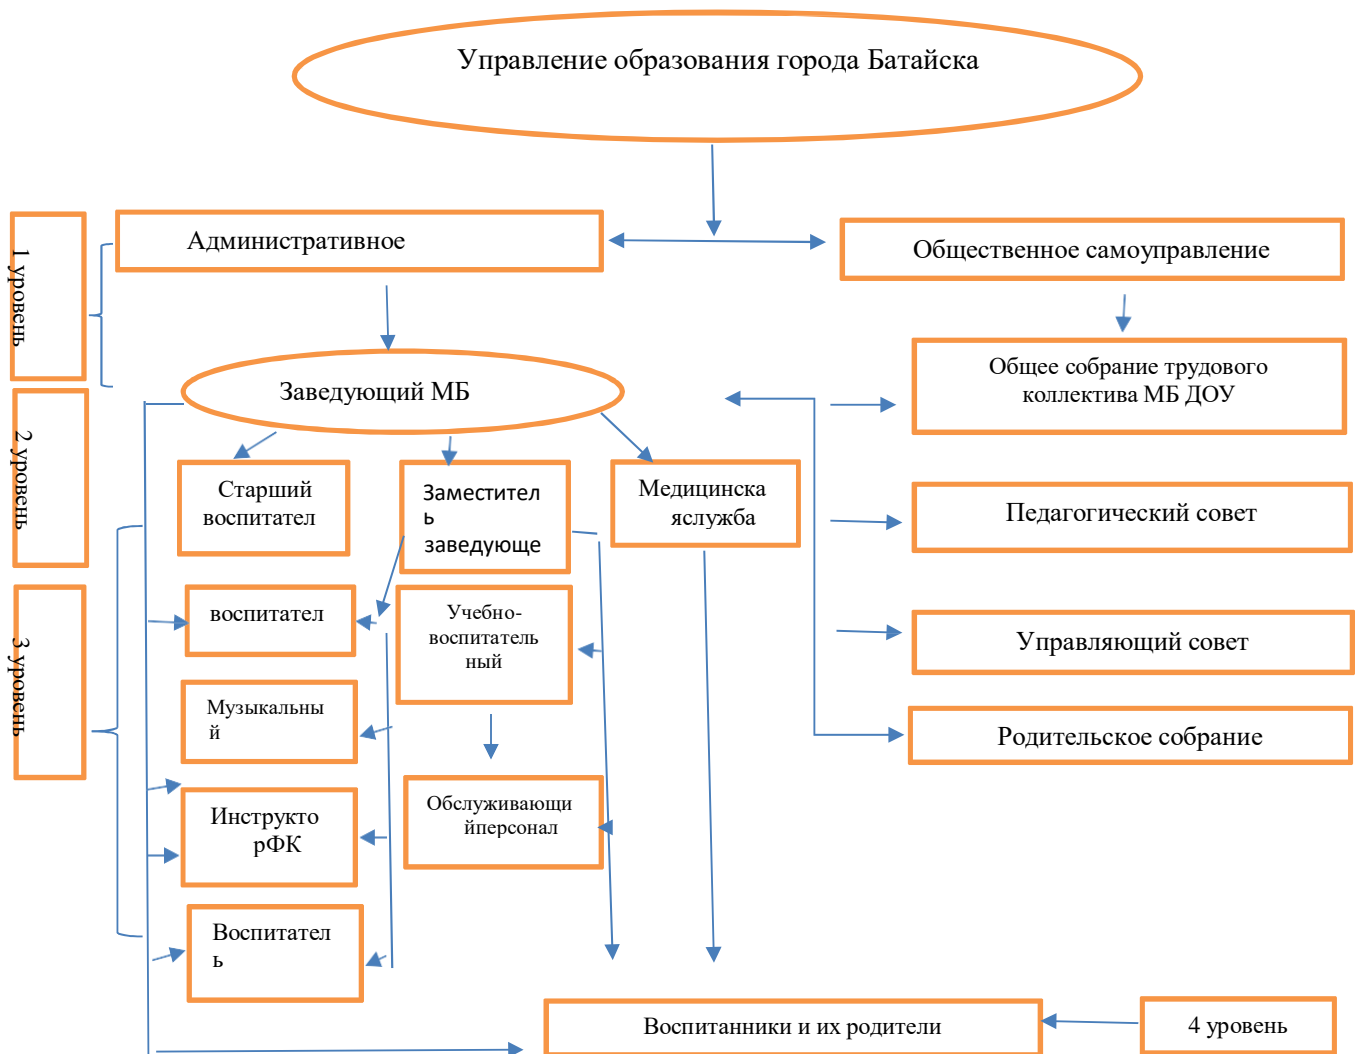 Управление образования города Батайска
Административное
Общественное самоуправление
1 уровень
Общее собрание трудового
коллектива МБ ДОУ
Заведующий МБ
2 уровень
Старший
воспитател
Заместител
ь
заведующе
Медицинска
яслужба
Педагогический совет
3 уровень
воспитател
Учебно-
воспитатель
ный
Управляющий совет
Музыкальны
й
Родительское собрание
Инструкто
рФК
Обслуживающи
йперсонал
Воспитател
ь
Воспитанники и их родители
4 уровень